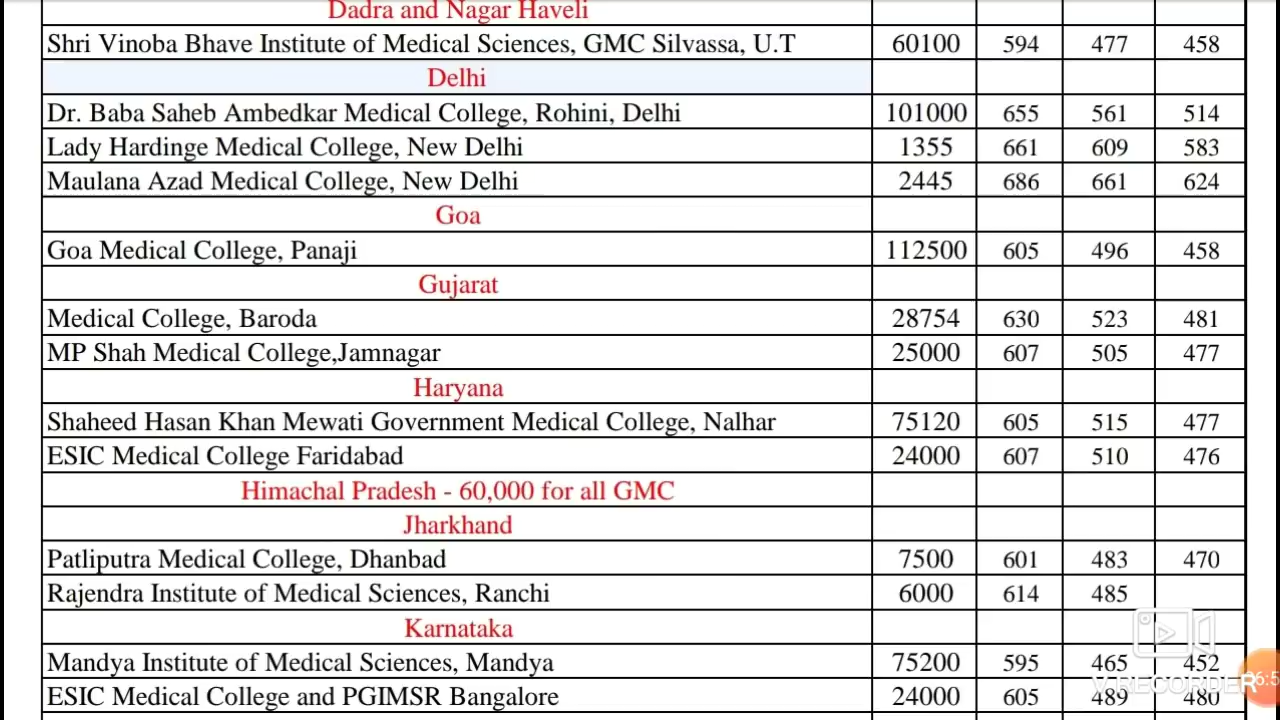 Dadra and Nagar Haveli
Shri Vinoba Bhave Institute of Medical Sciences, GMC Silvassa, U.T 60100 594 477 458
Delhi
Dr. Baba Saheb Ambedkar Medical College, Rohini, Delhi 101000 655 561 514
Lady Hardinge Medical College, New Delhi 1355 661 609 583
Maulana Azad Medical College, New Delhi 2445 686 661 624
Goa
Goa Medical College, Panaji 112500 605 496 458
Gujarat
Medical College, Baroda 28754 630 523 481
MP Shah Medical College,Jamnagar 25000 607 505 477
Haryana
Shaheed Hasan Khan Mewati Government Medical College, Nalhar 75120 605 515 477
ESIC Medical College Faridabad 24000 607 510 476
Himachal Pradesh - 60,000 for all GMC
Jharkhand
Patliputra Medical College, Dhanbad 7500 601 483 470
Rajendra Institute of Medical Sciences, Ranchi 6000 614 485
Karnataka
Mandya Institute of Medical Sciences, Mandya 75200 595 465 452
V RECORDER
ESIC Medical College and PGIMSR Bangalore 24000 605 489 480